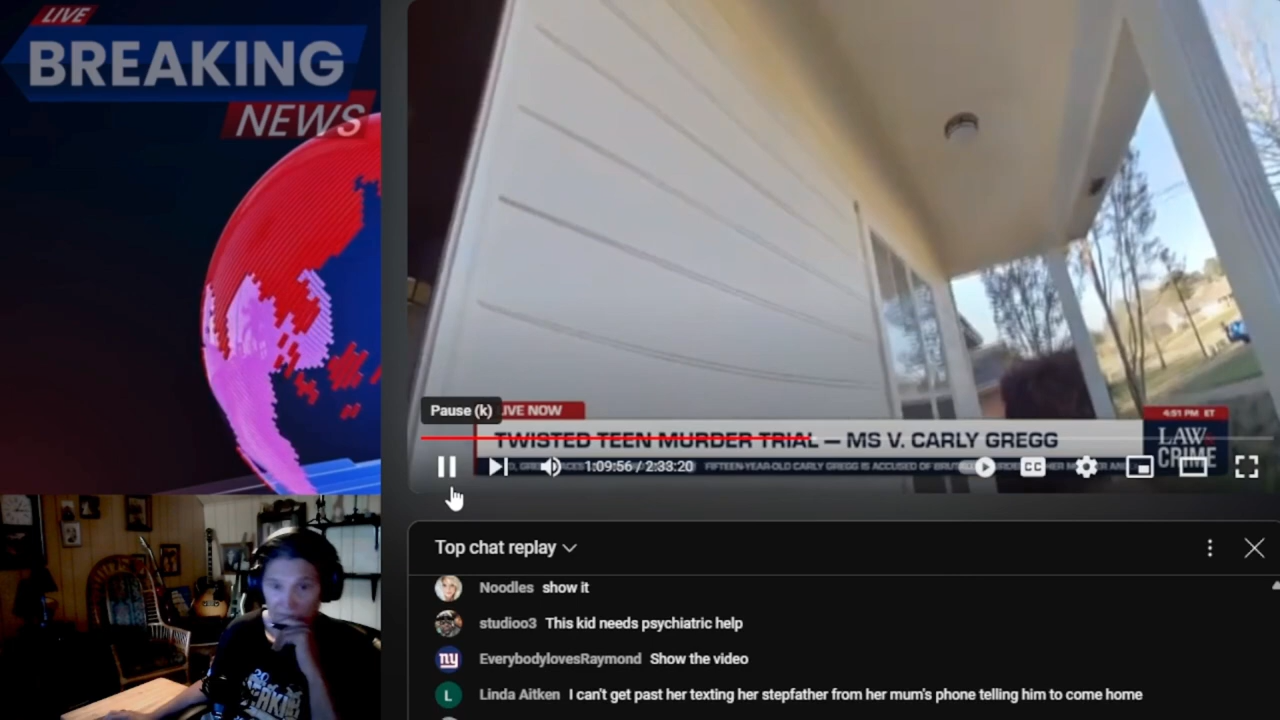 LIVE
BREAKING
NEWS
Pause (k)
LIVE NOW
TWISTED TEEN MURDER TRIAL — MS V. CARLY GREGG
4:51 PM ET
LAW&
CRIME
1:09:56 / 2:33:20
FIFTEEN-YEAR-OLD CARLY GREGG IS ACCUSED OF
CC
Top chat replay
Noodles show it
studioo3 This kid needs psychiatric help
ny
EverybodylovesRaymond Show the video
L
Linda Aitken I can't get past her texting her stepfather from her mum's phone telling him to come home